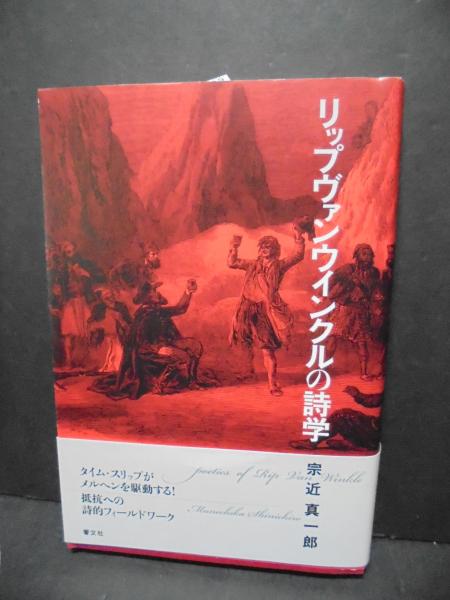 リップヴァンウインクルの詩学
宗近 真一郎
poetics of Rip Van Winkle
Munechika Shinichiro
タイム・スリップが
メルヘンを駆動する!
抵抗への
詩的フィールドワーク
響文社